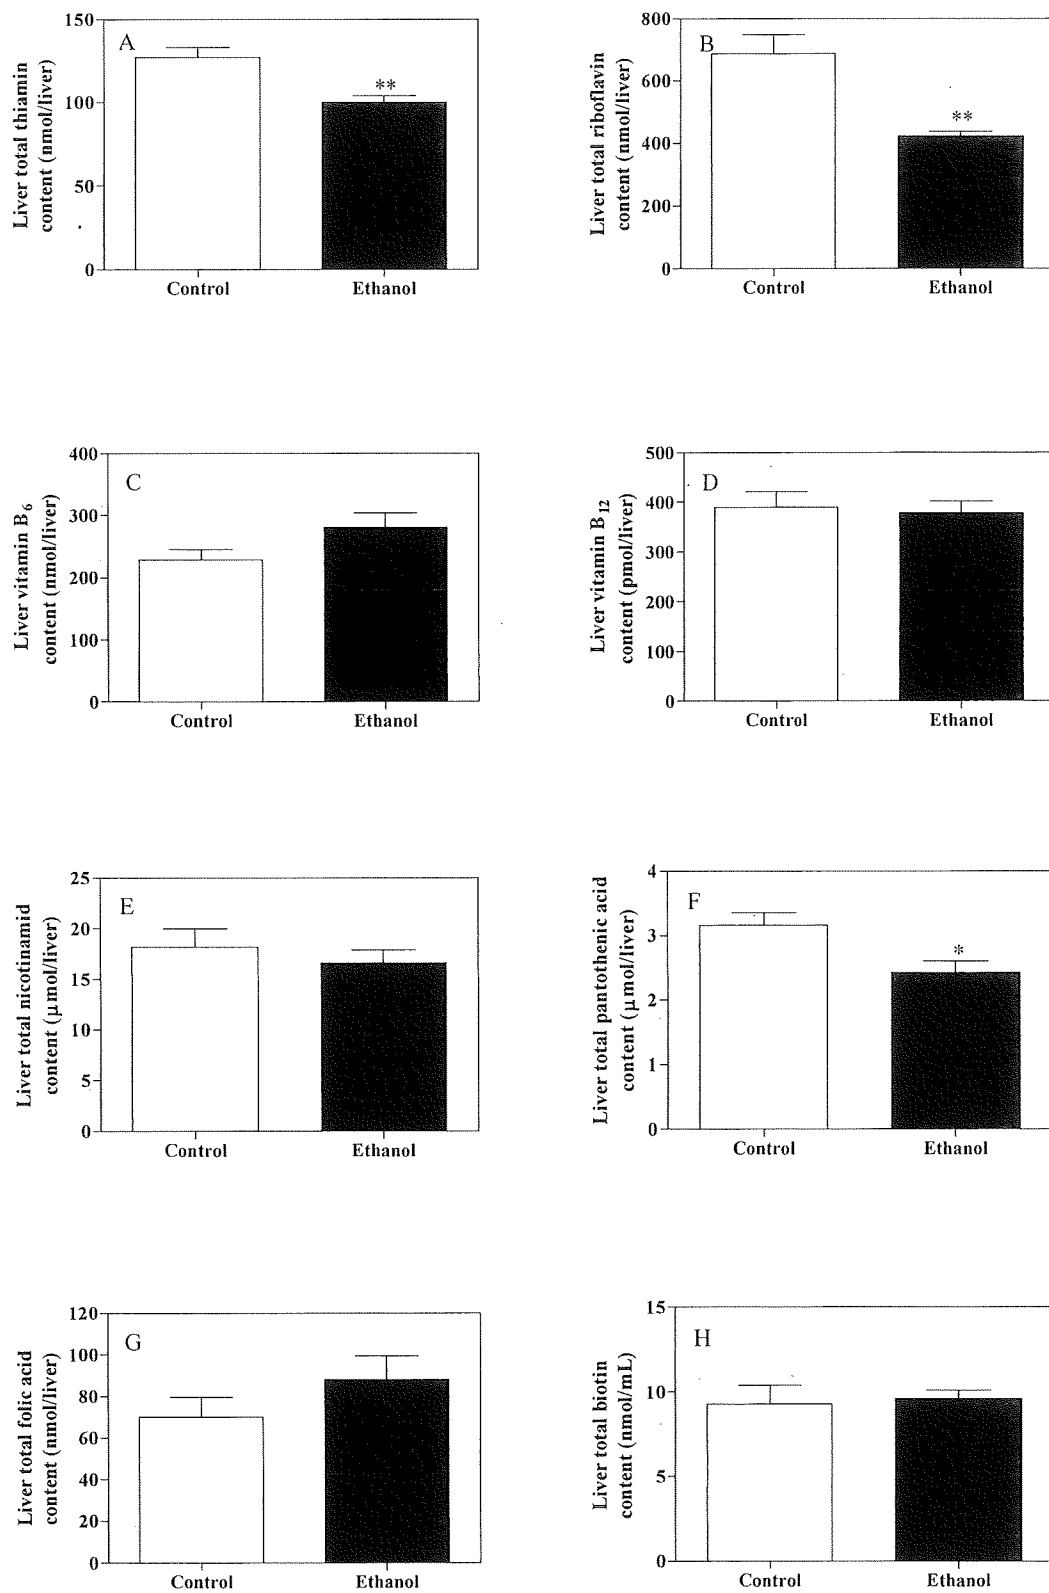 Liver total thiamin
content (nmol/liver)
150
100
50
0
A
**
Control
Ethanol
Liver total riboflavin
content (nmol/liver)
800
600
400
200
0
B
**
Control
Ethanol
Liver vitamin B6
content (nmol/liver)
400
300
200
100
0
C
Control
Ethanol
Liver vitamin B12
content (pmol/liver)
500
400
300
200
100
0
D
Control
Ethanol
Liver total nicotinamid
content (μmol/liver)
25
20
15
10
5
0
E
Control
Ethanol
Liver total pantothenic acid
content (μmol/liver)
4
3
2
1
0
F
*
Control
Ethanol
Liver total folic acid
content (nmol/liver)
120
100
80
60
40
20
0
G
Control
Ethanol
Liver total biotin
content (nmol/mL)
15
10
5
0
H
Control
Ethanol